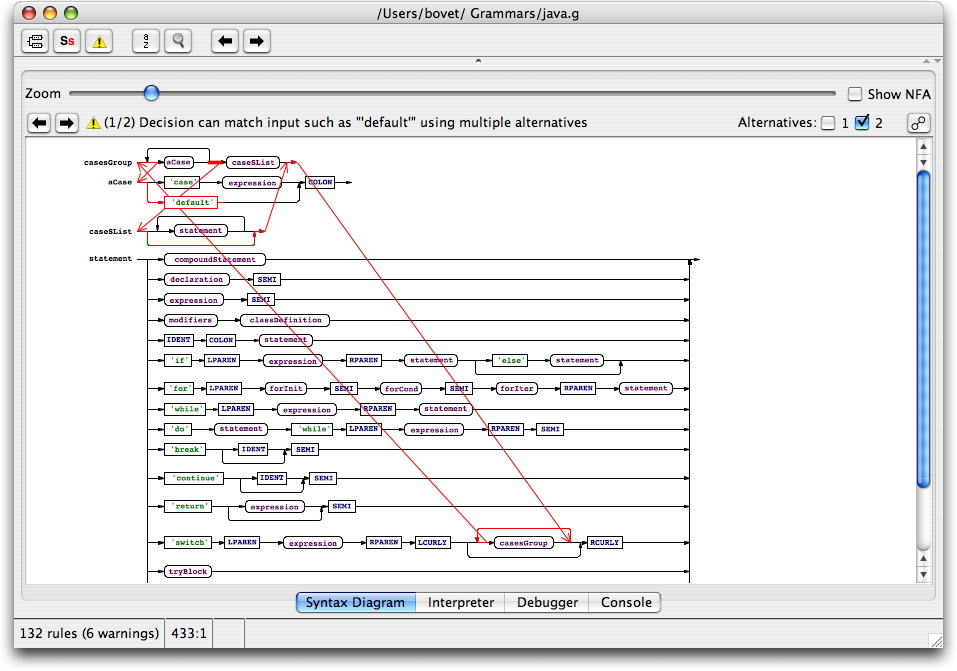 /Users/bovet/ Grammars/java.g
Ss a z
Zoom Show NFA
(1/2) Decision can match input such as "'default'" using multiple alternatives Alternatives: 1 2
casesGroup aCase caseSList
aCase 'case' expression COLON
'default'
caseSList statement
statement compoundStatement
declaration SEMI
expression SEMI
modifiers classDefinition
IDENT COLON statement
'if' LPAREN expression RPAREN statement 'else' statement
'for' LPAREN forInit SEMI forCond SEMI forIter RPAREN statement
'while' LPAREN expression RPAREN statement
'do' statement 'while' LPAREN expression RPAREN SEMI
'break' IDENT SEMI
'continue' IDENT SEMI
'return' expression SEMI
'switch' LPAREN expression RPAREN LCURLY casesGroup RCURLY
tryBlock
Syntax Diagram Interpreter Debugger Console
132 rules (6 warnings) 433:1